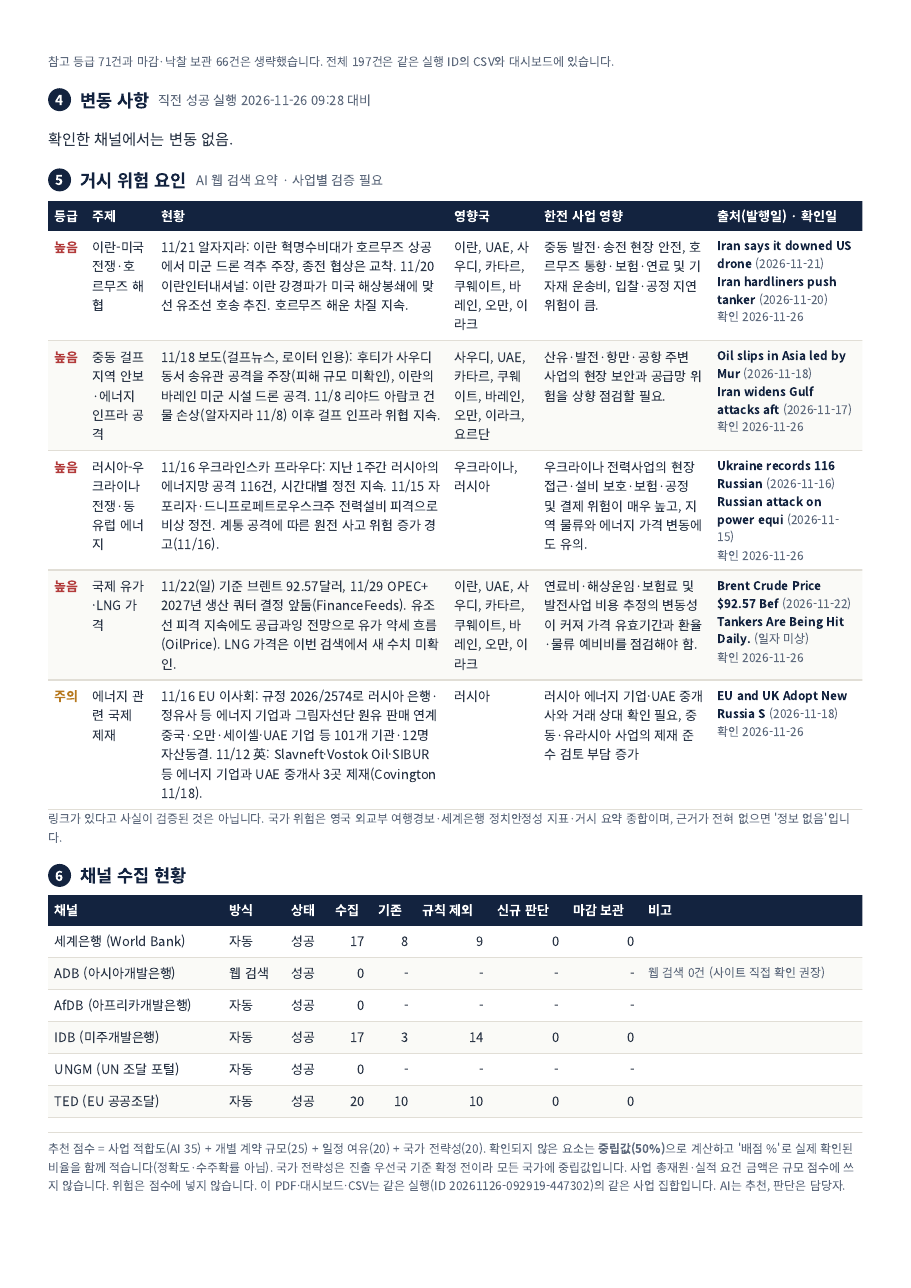 참고 등급 71건과 마감·낙찰 보관 66건은 생략했습니다. 전체 197건은 같은 실행 ID의 CSV와 대시보드에 있습니다.
4 변동 사항 직전 성공 실행 2026-11-26 09:28 대비
확인한 채널에서는 변동 없음.
5 거시 위험 요인 AI 웹 검색 요약 · 사업별 검증 필요
등급 주제 현황 영향국 한전 사업 영향 출처(발행일) · 확인일
높음
이란-미국
전쟁·호
르무즈 해
협
11/21 알자지라: 이란 혁명수비대가 호르무즈 상공
에서 미군 드론 격추 주장, 종전 협상은 교착. 11/20
이란인터내셔널: 이란 강경파가 미국 해상봉쇄에 맞
선 유조선 호송 추진. 호르무즈 해운 차질 지속.
이란, UAE, 사
우디, 카타르,
쿠웨이트, 바
레인, 오만, 이
라크
중동 발전·송전 현장 안전, 호
르무즈 통항·보험·연료 및 기
자재 운송비, 입찰·공정 지연
위험이 큼.
Iran says it downed US
drone (2026-11-21)
Iran hardliners push
tanker (2026-11-20)
확인 2026-11-26
높음
중동 걸프
지역 안보
·에너지
인프라 공
격
11/18 보도(걸프뉴스, 로이터 인용): 후티가 사우디
동서 송유관 공격을 주장(피해 규모 미확인), 이란의
바레인 미군 시설 드론 공격. 11/8 리야드 아람코 건
물 손상(알자지라 11/8) 이후 걸프 인프라 위협 지속.
사우디, UAE,
카타르, 쿠웨
이트, 바레인,
오만, 이라크,
요르단
산유·발전·항만·공항 주변
사업의 현장 보안과 공급망 위
험을 상향 점검할 필요.
Oil slips in Asia led by
Mur (2026-11-18)
Iran widens Gulf
attacks aft (2026-11-17)
확인 2026-11-26
높음
러시아-우
크라이나
전쟁·동
유럽 에너
지
11/16 우크라인스카 프라우다: 지난 1주간 러시아의
에너지망 공격 116건, 시간대별 정전 지속. 11/15 자
포리자·드니프로페트로우스크주 전력설비 피격으로
비상 정전. 계통 공격에 따른 원전 사고 위험 증가 경
고(11/16).
우크라이나,
러시아
우크라이나 전력사업의 현장
접근·설비 보호·보험·공정
및 결제 위험이 매우 높고, 지
역 물류와 에너지 가격 변동에
도 유의.
Ukraine records 116
Russian (2026-11-16)
Russian attack on
power equi (2026-11-
15)
확인 2026-11-26
높음
국제 유가
·LNG 가
격
11/22(일) 기준 브렌트 92.57달러, 11/29 OPEC+
2027년 생산 쿼터 결정 앞둠(FinanceFeeds). 유조
선 피격 지속에도 공급과잉 전망으로 유가 약세 흐름
(OilPrice). LNG 가격은 이번 검색에서 새 수치 미확
인.
이란, UAE, 사
우디, 카타르,
쿠웨이트, 바
레인, 오만, 이
라크
연료비·해상운임·보험료 및
발전사업 비용 추정의 변동성
이 커져 가격 유효기간과 환율
·물류 예비비를 점검해야 함.
Brent Crude Price
$92.57 Bef (2026-11-22)
Tankers Are Being Hit
Daily. (일자 미상)
확인 2026-11-26
주의
에너지 관
련 국제
제재
11/16 EU 이사회: 규정 2026/2574로 러시아 은행·
정유사 등 에너지 기업과 그림자선단 원유 판매 연계
중국·오만·세이셸·UAE 기업 등 101개 기관·12명
자산동결. 11/12 英: Slavneft·Vostok Oil·SIBUR
등 에너지 기업과 UAE 중개사 3곳 제재(Covington
11/18).
러시아
러시아 에너지 기업·UAE 중개
사와 거래 상대 확인 필요, 중
동·유라시아 사업의 제재 준
수 검토 부담 증가
EU and UK Adopt New
Russia S (2026-11-18)
확인 2026-11-26
링크가 있다고 사실이 검증된 것은 아닙니다. 국가 위험은 영국 외교부 여행경보·세계은행 정치안정성 지표·거시 요약 종합이며, 근거가 전혀 없으면 '정보 없음'입니
다.
6 채널 수집 현황
채널 방식 상태 수집 기존 규칙 제외 신규 판단 마감 보관 비고
세계은행 (World Bank) 자동 성공 17 8 9 0 0
ADB (아시아개발은행) 웹 검색 성공 0 - - - - 웹 검색 0건 (사이트 직접 확인 권장)
AfDB (아프리카개발은행) 자동 성공 0 - - - -
IDB (미주개발은행) 자동 성공 17 3 14 0 0
UNGM (UN 조달 포털) 자동 성공 0 - - - -
TED (EU 공공조달) 자동 성공 20 10 10 0 0
추천 점수 = 사업 적합도(AI 35) + 개별 계약 규모(25) + 일정 여유(20) + 국가 전략성(20). 확인되지 않은 요소는 중립값(50%)으로 계산하고 '배점 %'로 실제 확인된
비율을 함께 적습니다(정확도·수주확률 아님). 국가 전략성은 진출 우선국 기준 확정 전이라 모든 국가에 중립값입니다. 사업 총재원·실적 요건 금액은 규모 점수에 쓰
지 않습니다. 위험은 점수에 넣지 않습니다. 이 PDF·대시보드·CSV는 같은 실행(ID 20261126-092919-447302)의 같은 사업 집합입니다. AI는 추천, 판단은 담당자.